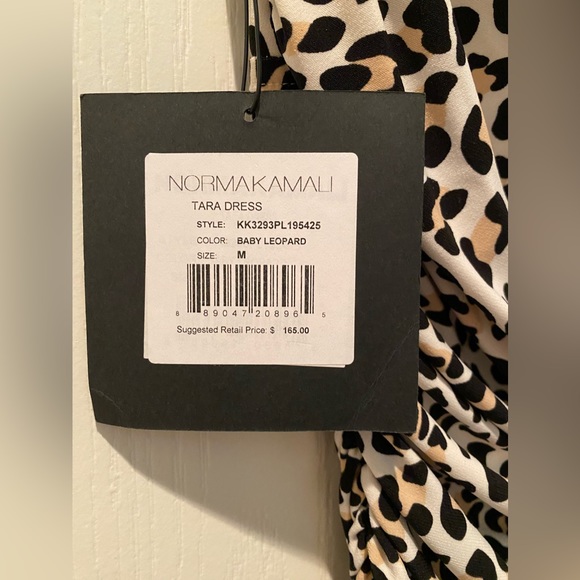 NORMAKAMALI
TARA DRESS
STYLE: KK3293PL195425
COLOR: BABY LEOPARD
SIZE: M
8 89047 20896 5
Suggested Retail Price: $ 165.00